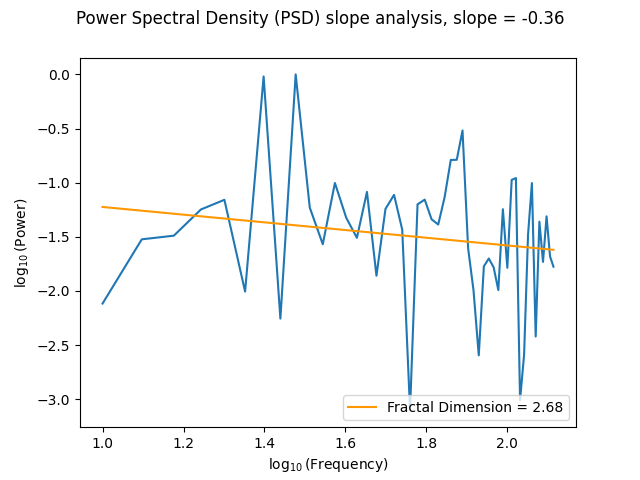 Power Spectral Density (PSD) slope analysis, slope = -0.36
0.0
−0.5
−1.0
−1.5
−2.0
−2.5
−3.0
log₁₀(Power)
Fractal Dimension = 2.68
1.0 1.2 1.4 1.6 1.8 2.0
log₁₀(Frequency)